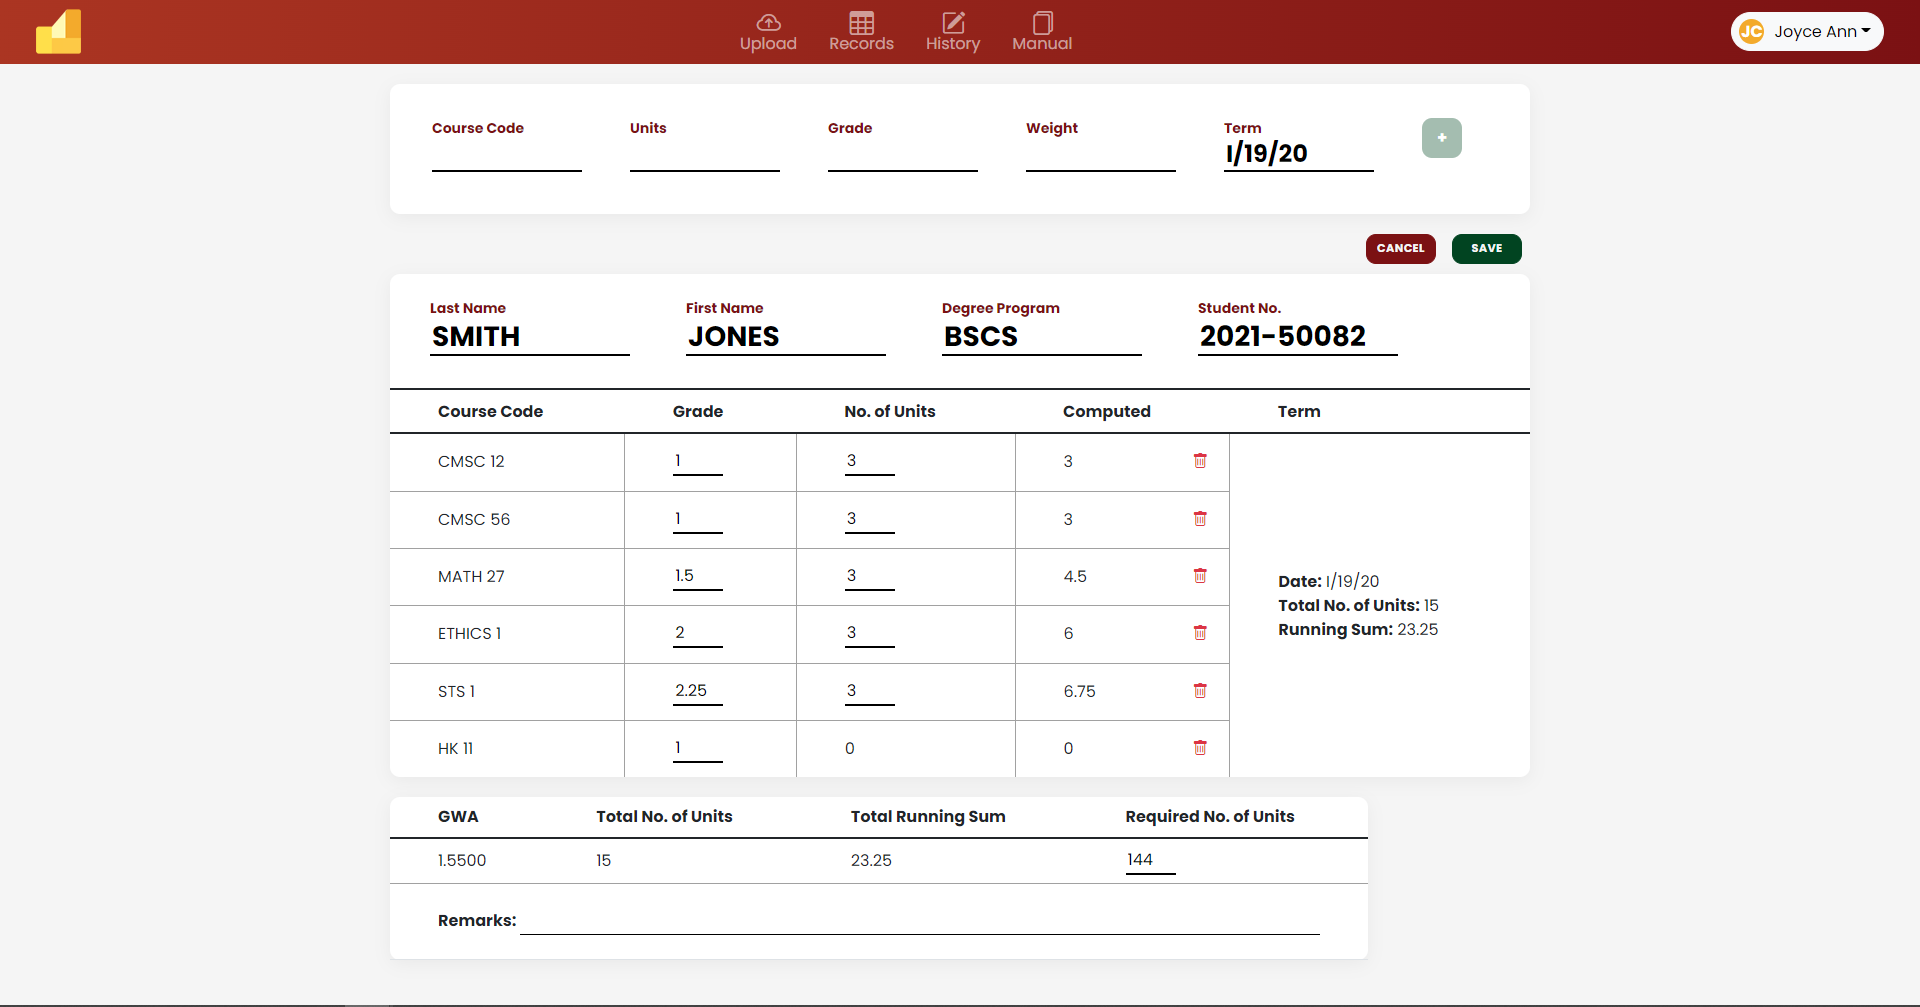 Upload Records History Manual
JC Joyce Ann
Course Code Units Grade Weight Term
I/19/20
+
CANCEL SAVE
Last Name First Name Degree Program Student No.
SMITH JONES BSCS 2021-50082
Course Code Grade No. of Units Computed Term
CMSC 12 1 3 3
CMSC 56 1 3 3
MATH 27 1.5 3 4.5
Date: I/19/20
Total No. of Units: 15
Running Sum: 23.25
ETHICS 1 2 3 6
STS 1 2.25 3 6.75
HK 11 1 0 0
GWA Total No. of Units Total Running Sum Required No. of Units
1.5500 15 23.25 144
Remarks: